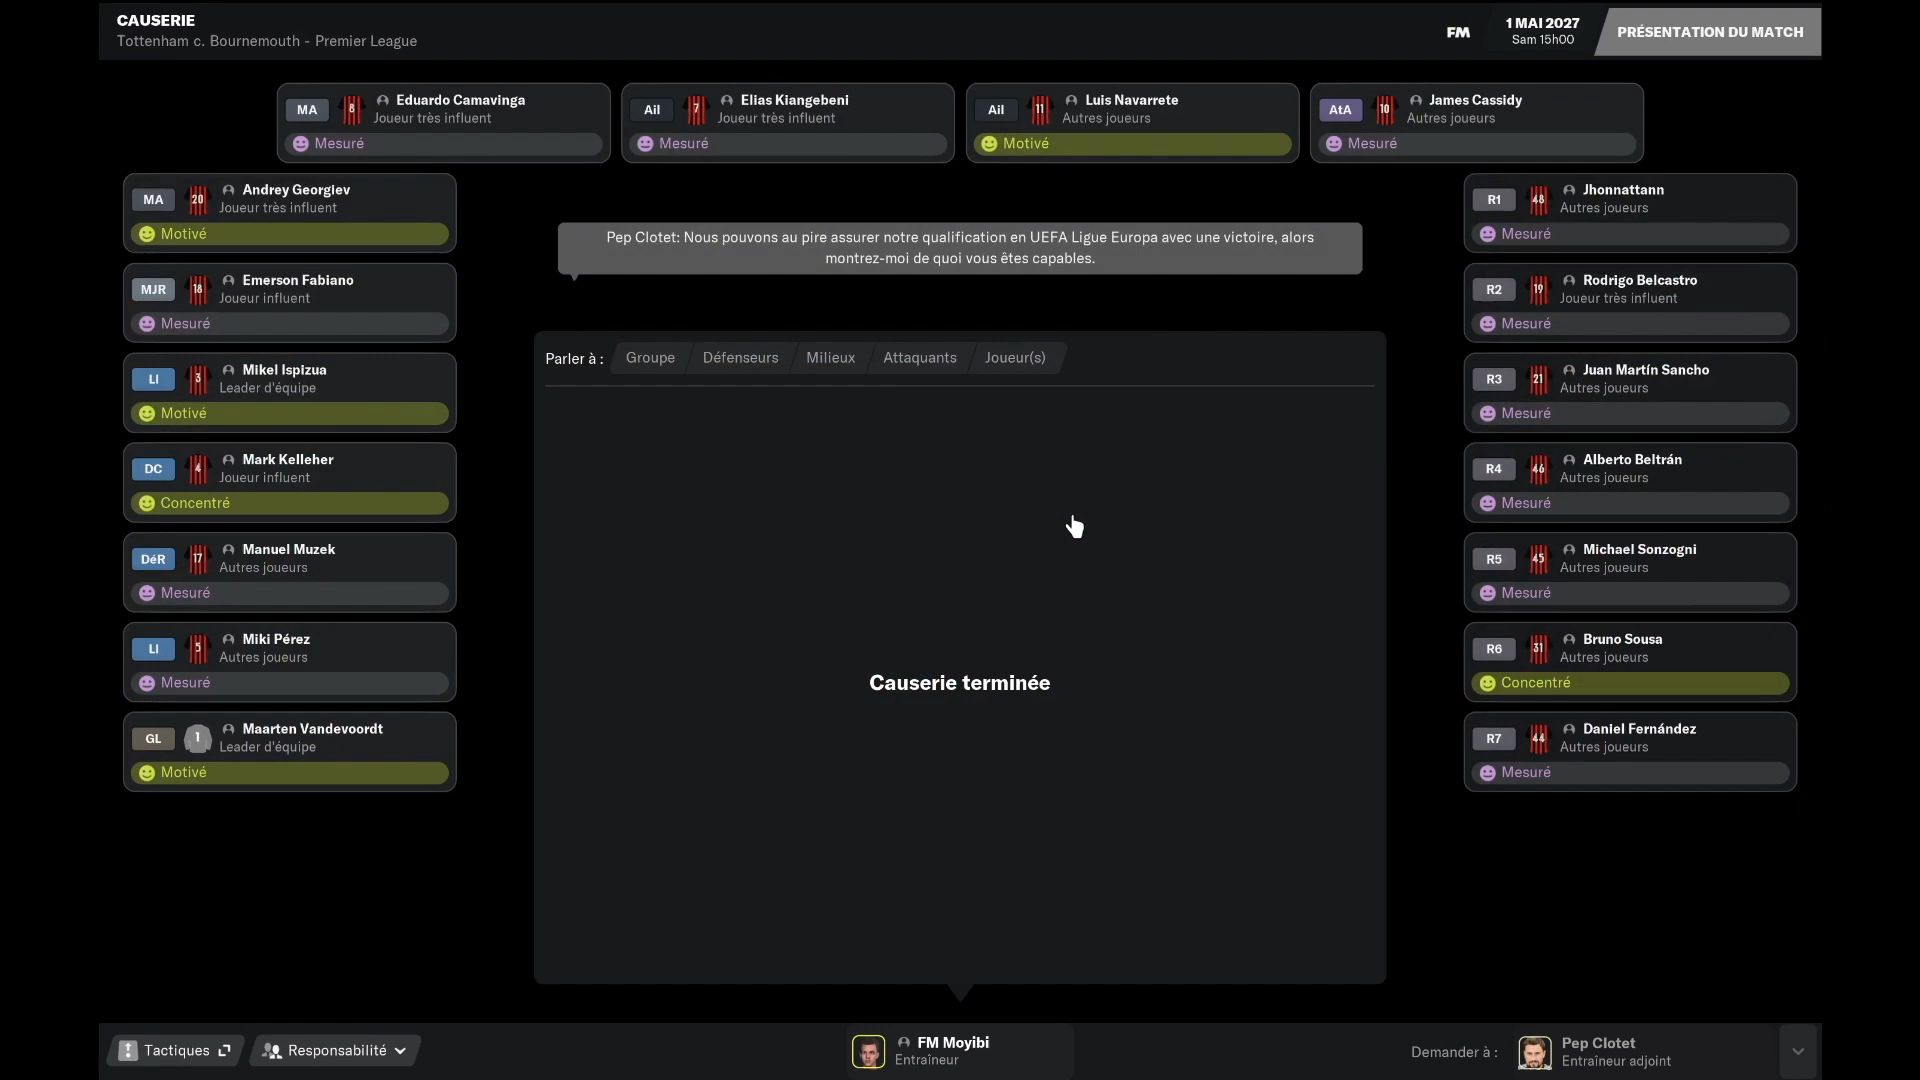 CAUSERIE
Tottenham c. Bournemouth - Premier League
FM
1 MAI 2027
Sam 15h00
PRÉSENTATION DU MATCH
MA
8
Eduardo Camavinga
Joueur très influent
Mesuré
Ail
7
Elias Kiangebeni
Joueur très influent
Mesuré
Ail
11
Luis Navarrete
Autres joueurs
Motivé
AtA
10
James Cassidy
Autres joueurs
Mesuré
MA
20
Andrey Georgiev
Joueur très influent
Motivé
MJR
18
Emerson Fabiano
Joueur influent
Mesuré
LI
3
Mikel Ispizua
Leader d'équipe
Motivé
DC
4
Mark Kelleher
Joueur influent
Concentré
DéR
17
Manuel Muzek
Autres joueurs
Mesuré
LI
5
Miki Pérez
Autres joueurs
Mesuré
GL
1
Maarten Vandevoordt
Leader d'équipe
Motivé
Pep Clotet: Nous pouvons au pire assurer notre qualification en UEFA Ligue Europa avec une victoire, alors
montrez-moi de quoi vous êtes capables.
Parler à :
Groupe
Défenseurs
Milieux
Attaquants
Joueur(s)
Causerie terminée
R1
48
Jhonnattann
Autres joueurs
Mesuré
R2
19
Rodrigo Belcastro
Joueur très influent
Mesuré
R3
21
Juan Martín Sancho
Autres joueurs
Mesuré
R4
46
Alberto Beltrán
Autres joueurs
Mesuré
R5
45
Michael Sonzogni
Autres joueurs
Mesuré
R6
31
Bruno Sousa
Autres joueurs
Concentré
R7
44
Daniel Fernández
Autres joueurs
Mesuré
Tactiques
Responsabilité
FM Moyibi
Entraîneur
Demander à :
Pep Clotet
Entraîneur adjoint